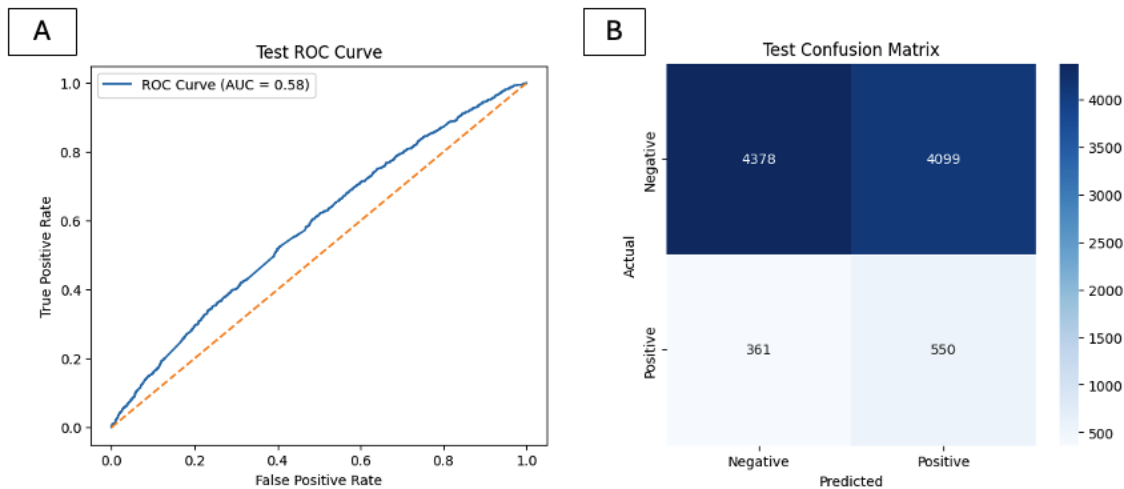 A
Test ROC Curve
ROC Curve (AUC = 0.58)
1.0
0.8
0.6
0.4
0.2
0.0
True Positive Rate
0.0 0.2 0.4 0.6 0.8 1.0
False Positive Rate
B
Test Confusion Matrix
Negative
4378 4099
Actual
Positive
361 550
Negative Positive
Predicted
4000
3500
3000
2500
2000
1500
1000
500